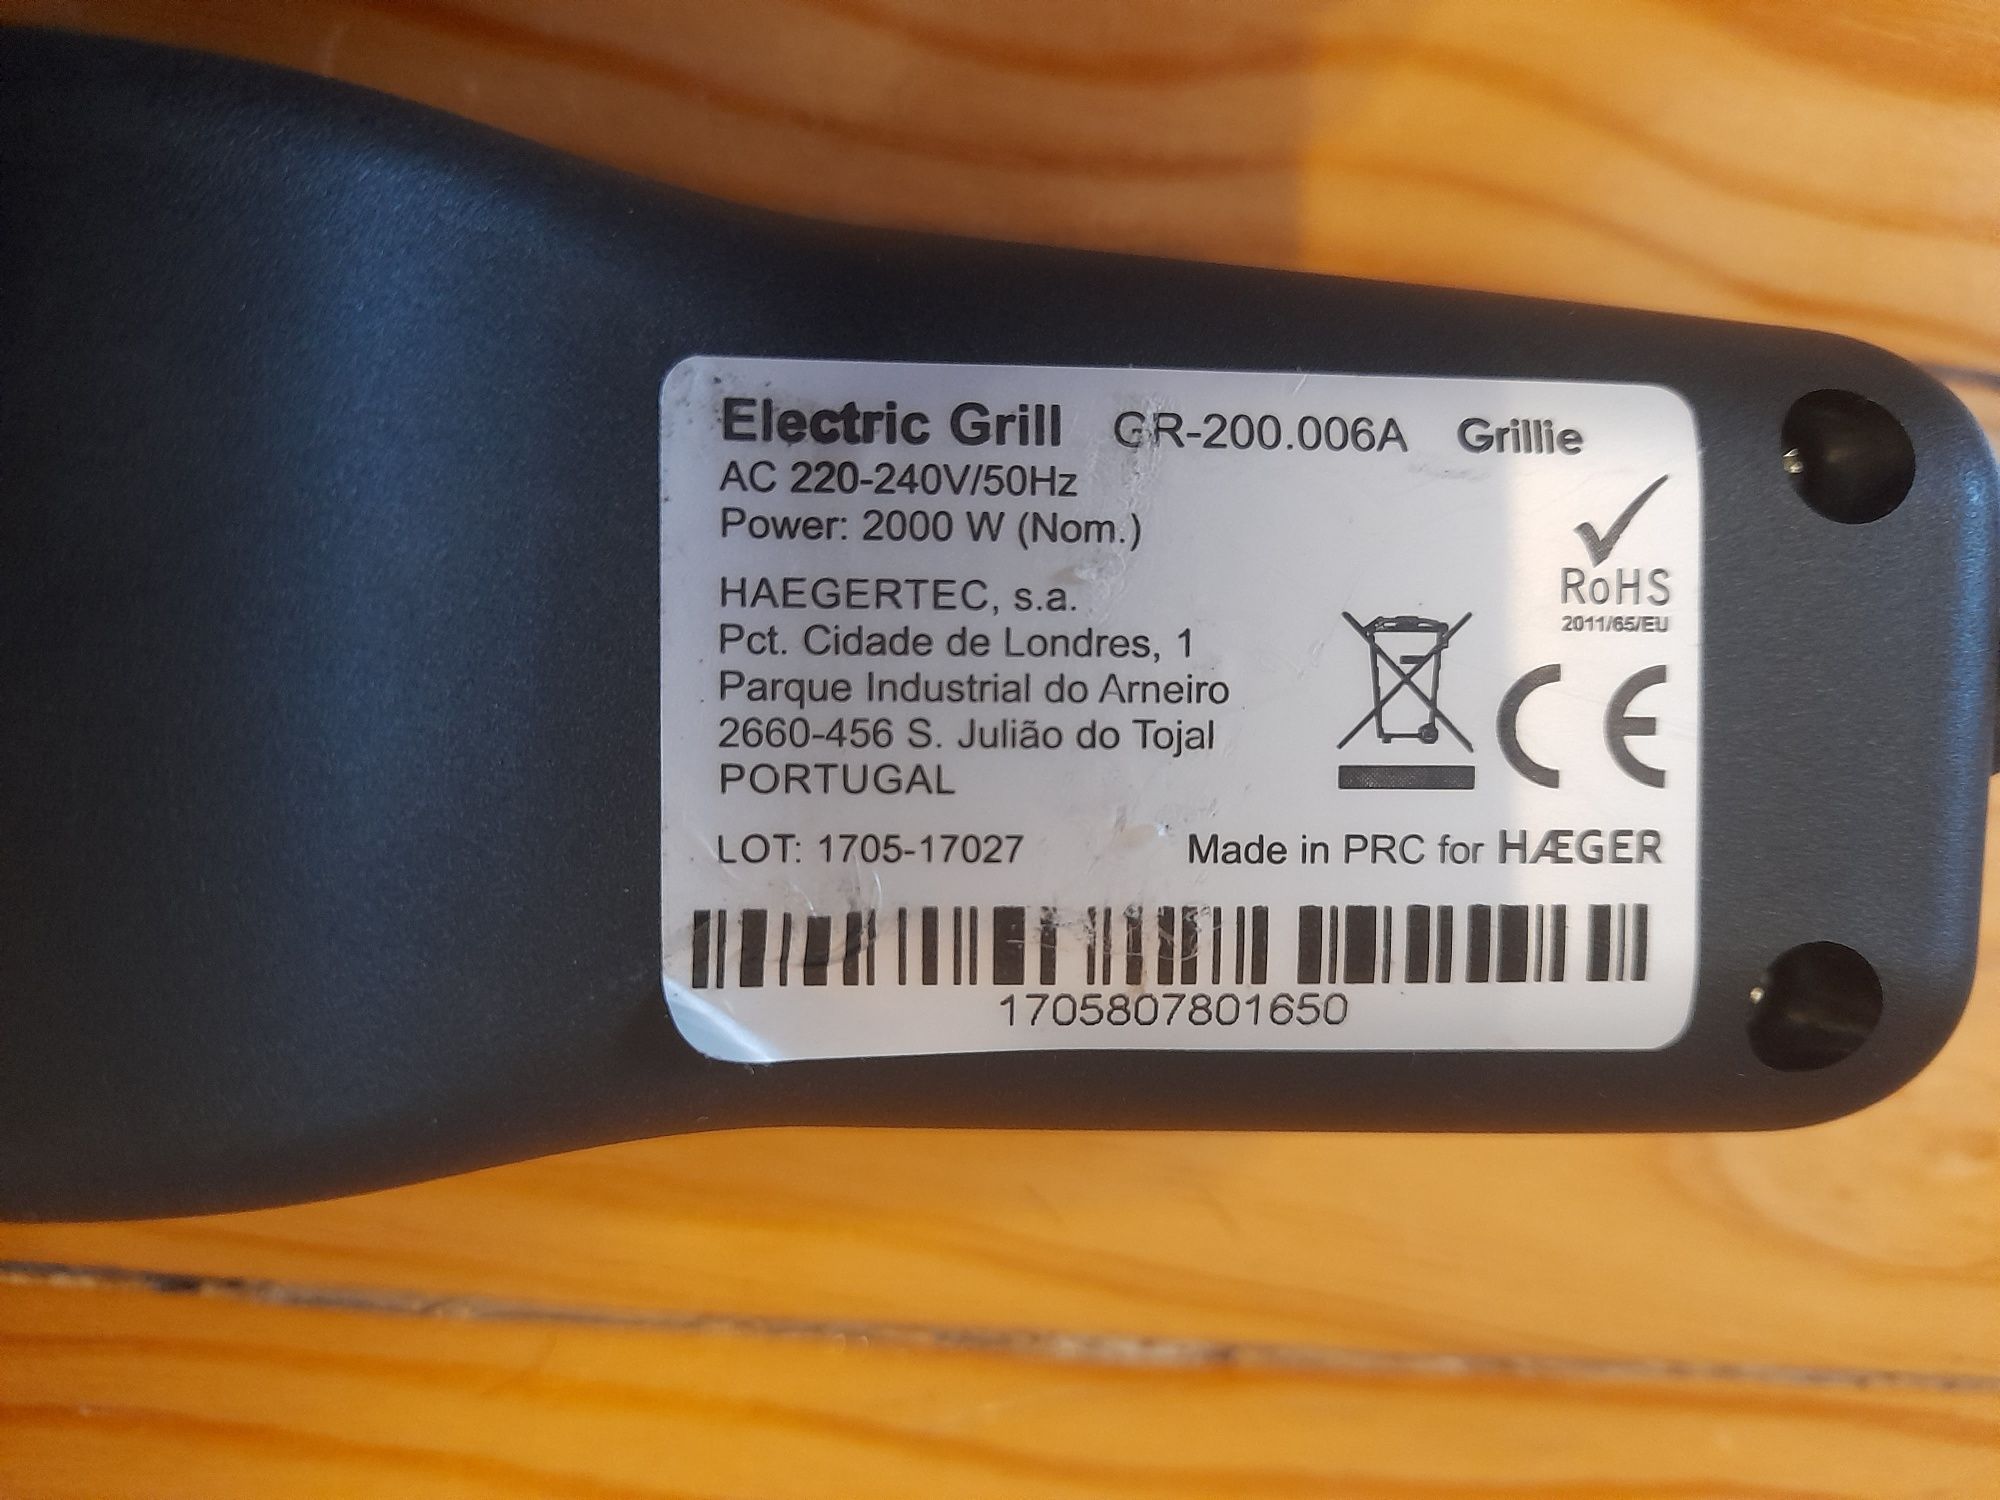 Electric Grill GR-200.006A Grillie
AC 220-240V/50Hz
Power: 2000 W (Nom.)
HAEGERTEC, s.a.
Pct. Cidade de Londres, 1
Parque Industrial do Arneiro
2660-456 S. Julião do Tojal
PORTUGAL
RoHS
2011/65/EU
CE
LOT: 1705-17027 Made in PRC for HÆGER
1705807801650